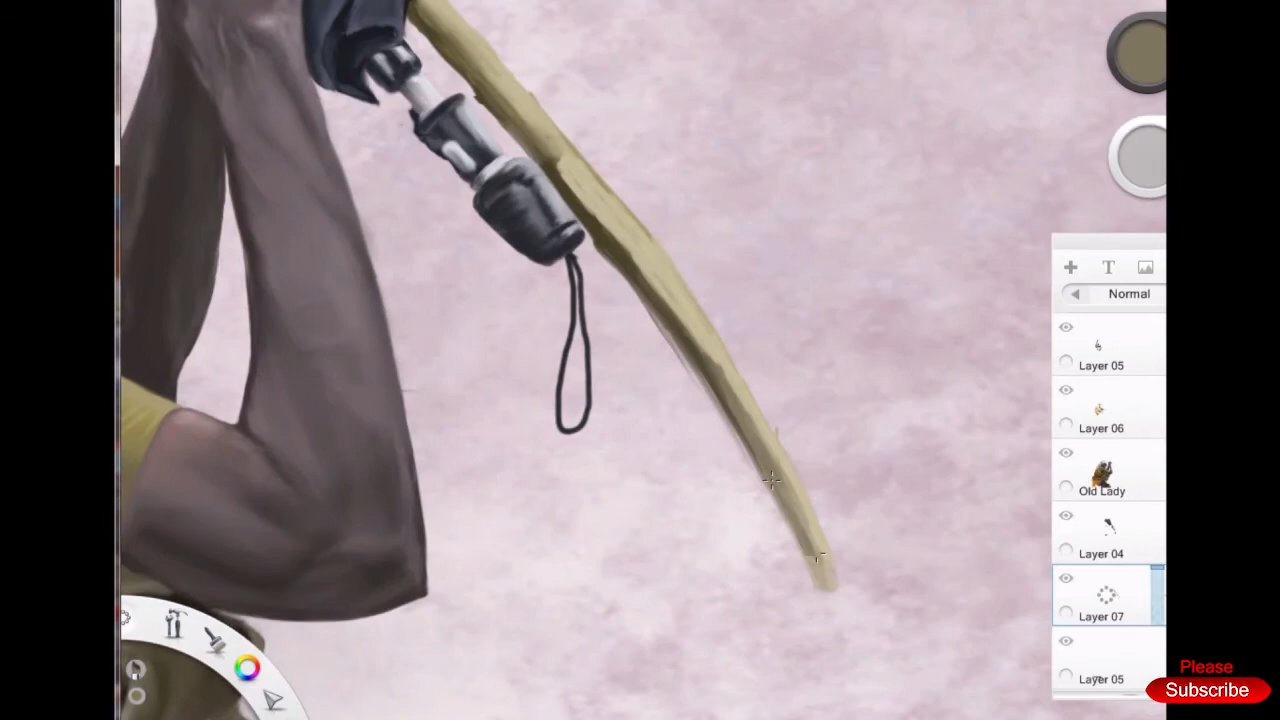 T
Normal
Layer 05
Layer 06
Old Lady
Layer 04
Layer 07
Layer 05
Please
Subscribe